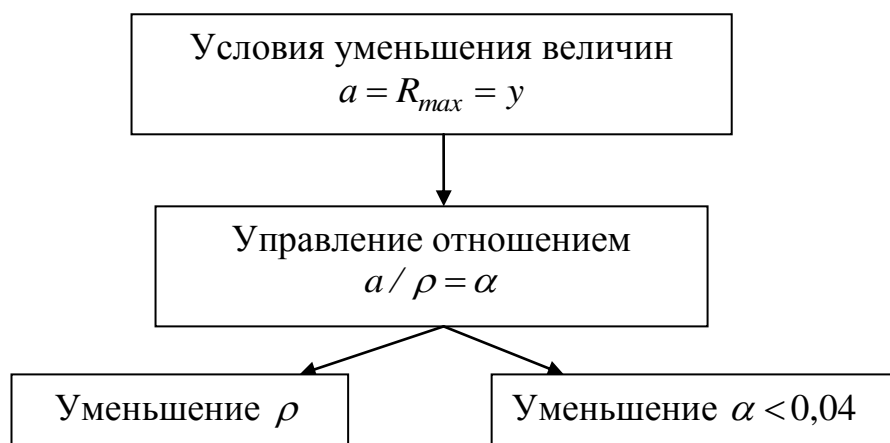 Условия уменьшения величин
a = R_max = y
Управление отношением
a / ρ = α
Уменьшение ρ
Уменьшение α < 0,04